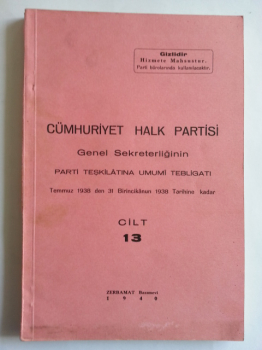 Gizlidir
Hizmete Mahsustur.
Parti bürolarında kullanılacaktır.
CÜMHURİYET HALK PARTİSİ
Genel Sekreterliğinin
PARTİ TEŞKİLÂTINA UMUMÎ TEBLİGATI
Temmuz 1938 den 31 Birincikânun 1938 Tarihine kadar
CİLT
13
ZERBAMAT Basımevi
1940